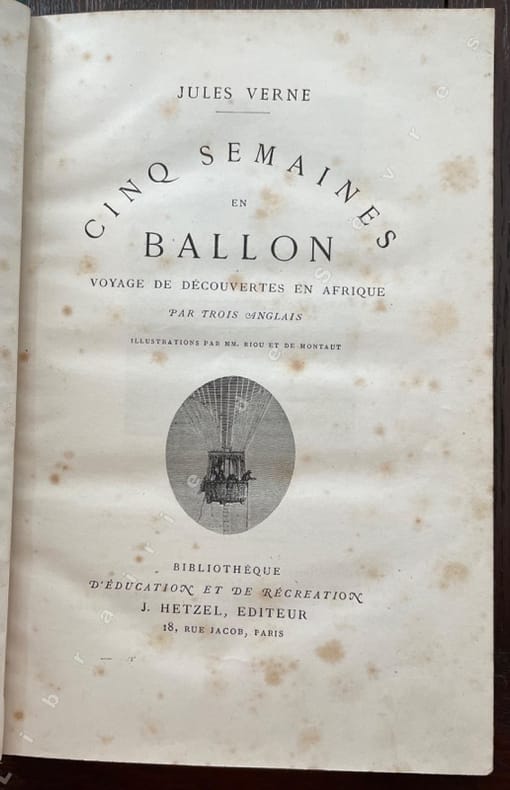 JULES VERNE
CINQ SEMAINES
EN
BALLON
VOYAGE DE DÉCOUVERTES EN AFRIQUE
PAR TROIS ANGLAIS
ILLUSTRATIONS PAR MM. RIOU ET DE MONTAUT
BIBLIOTHÈQUE
D'ÉDUCATION ET DE RÉCRÉATION
J. HETZEL, EDITEUR
18, RUE JACOB, PARIS